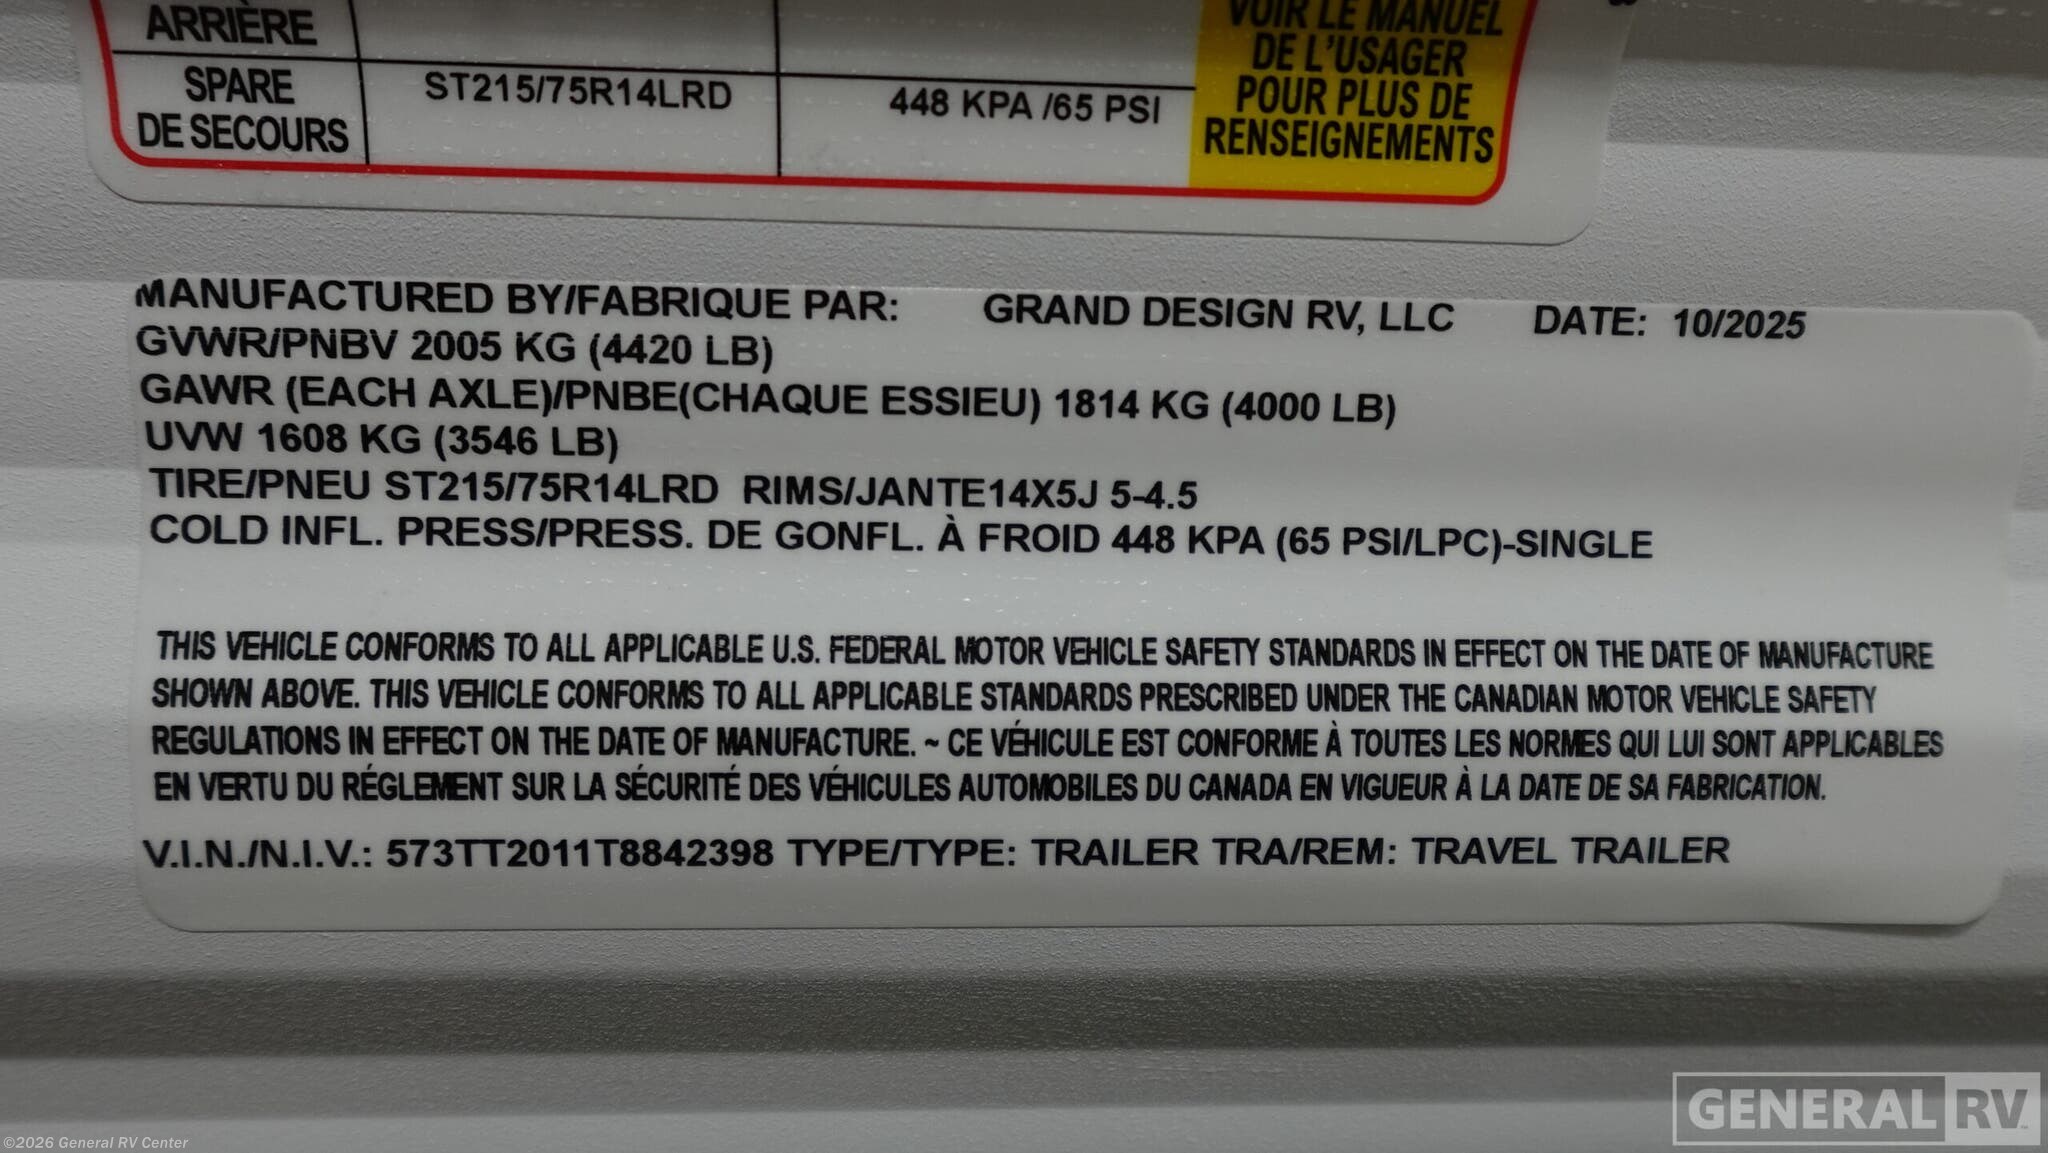 ARRIÈRE
SPARE
DE SECOURS
ST215/75R14LRD
448 KPA /65 PSI
VOIR LE MANUEL
DE L'USAGER
POUR PLUS DE
RENSEIGNEMENTS
MANUFACTURED BY/FABRIQUE PAR: GRAND DESIGN RV, LLC DATE: 10/2025
GVWR/PNBV 2005 KG (4420 LB)
GAWR (EACH AXLE)/PNBE(CHAQUE ESSIEU) 1814 KG (4000 LB)
UVW 1608 KG (3546 LB)
TIRE/PNEU ST215/75R14LRD RIMS/JANTE14X5J 5-4.5
COLD INFL. PRESS/PRESS. DE GONFL. À FROID 448 KPA (65 PSI/LPC)-SINGLE
THIS VEHICLE CONFORMS TO ALL APPLICABLE U.S. FEDERAL MOTOR VEHICLE SAFETY STANDARDS IN EFFECT ON THE DATE OF MANUFACTURE
SHOWN ABOVE. THIS VEHICLE CONFORMS TO ALL APPLICABLE STANDARDS PRESCRIBED UNDER THE CANADIAN MOTOR VEHICLE SAFETY
REGULATIONS IN EFFECT ON THE DATE OF MANUFACTURE. ~ CE VÉHICULE EST CONFORME À TOUTES LES NORMES QUI LUI SONT APPLICABLES
EN VERTU DU RÉGLEMENT SUR LA SÉCURITÉ DES VÉHICULES AUTOMOBILES DU CANADA EN VIGUEUR À LA DATE DE SA FABRICATION.
V.I.N./N.I.V.: 573TT2011T8842398 TYPE/TYPE: TRAILER TRA/REM: TRAVEL TRAILER
GENERAL RV
©2026 General RV Center